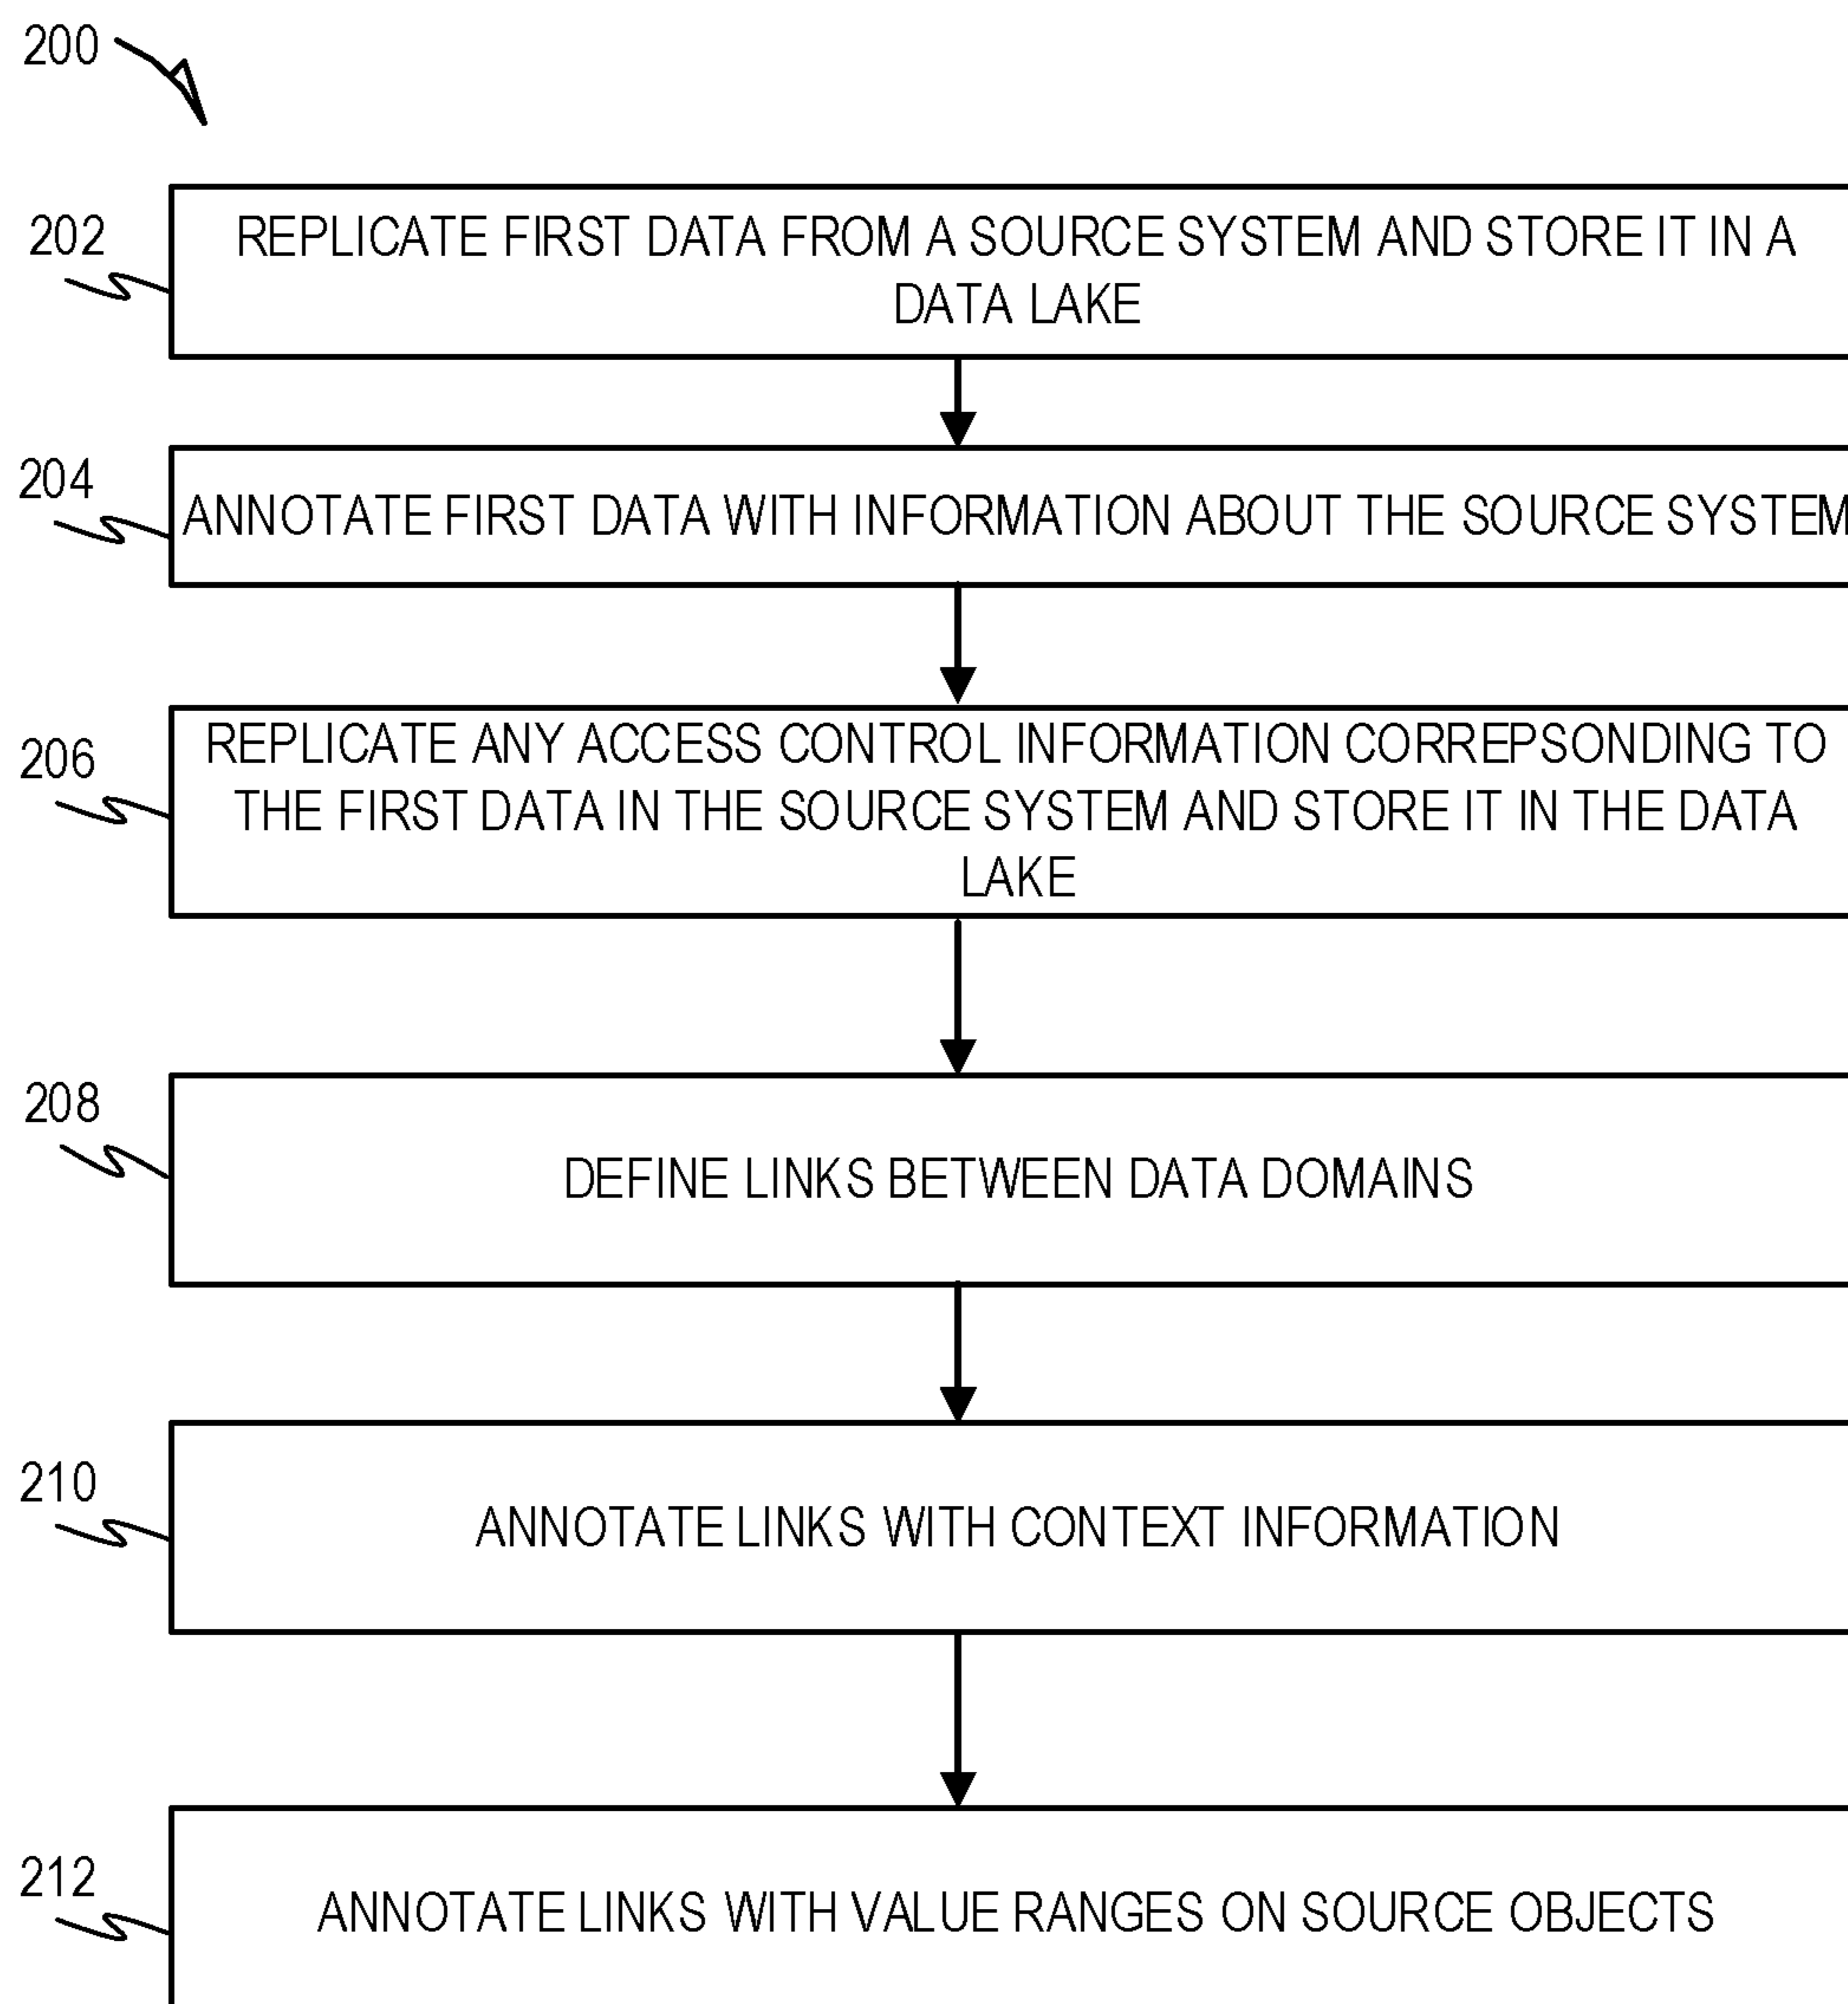 200
202
REPLICATE FIRST DATA FROM A SOURCE SYSTEM AND STORE IT IN A
DATA LAKE
204
ANNOTATE FIRST DATA WITH INFORMATION ABOUT THE SOURCE SYSTEM
206
REPLICATE ANY ACCESS CONTROL INFORMATION CORREPSONDING TO
THE FIRST DATA IN THE SOURCE SYSTEM AND STORE IT IN THE DATA
LAKE
208
DEFINE LINKS BETWEEN DATA DOMAINS
210
ANNOTATE LINKS WITH CONTEXT INFORMATION
212
ANNOTATE LINKS WITH VALUE RANGES ON SOURCE OBJECTS